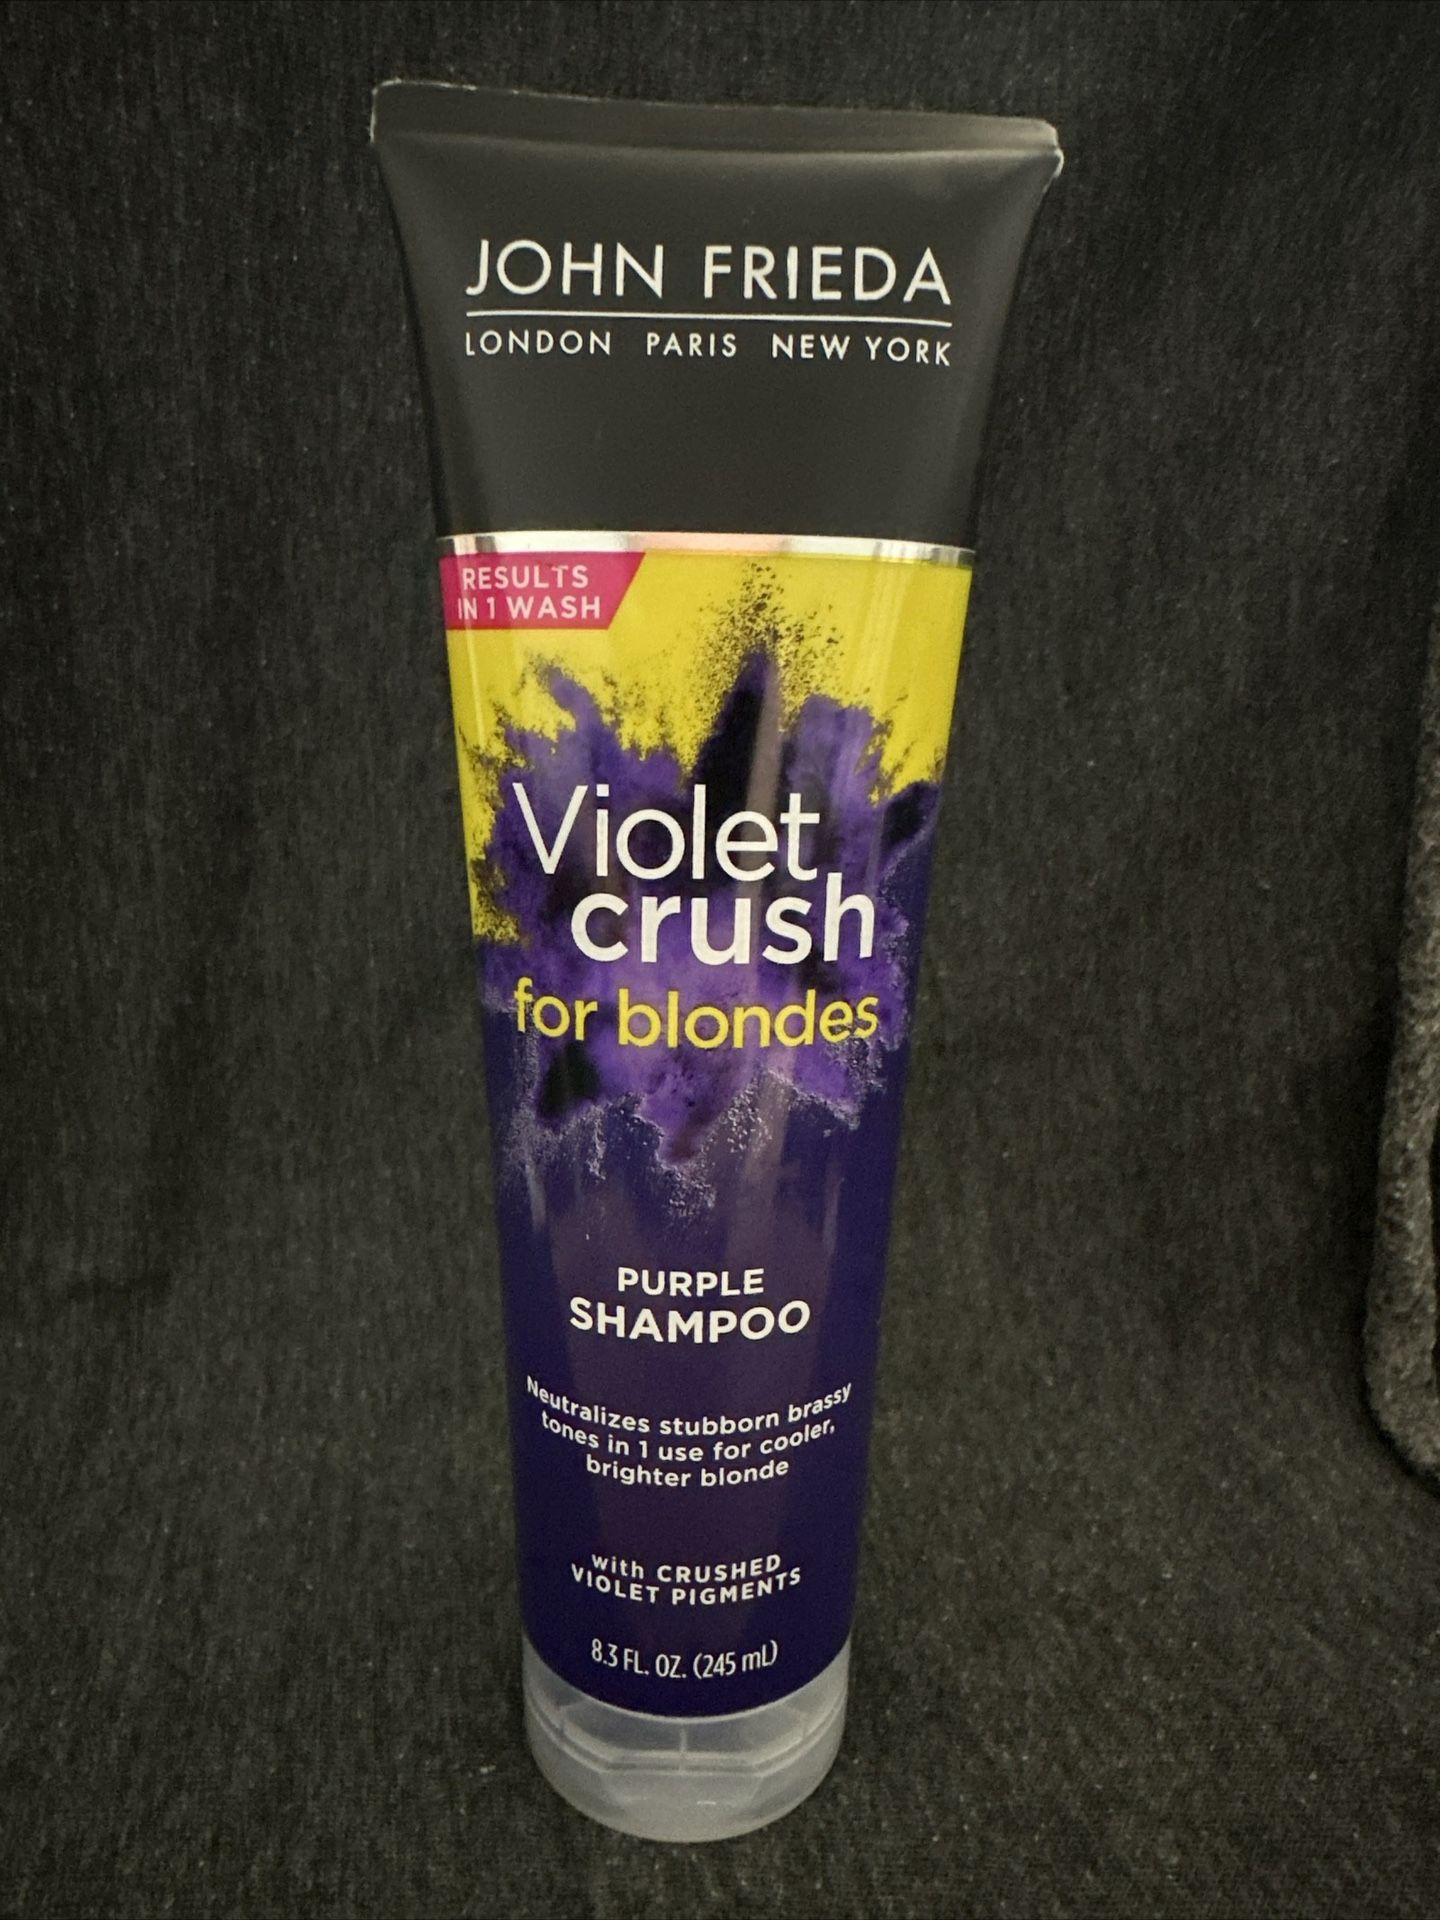 JOHN FRIEDA
LONDON PARIS NEW YORK
RESULTS
IN 1 WASH
Violet
crush
for blondes
PURPLE
SHAMPOO
Neutralizes stubborn brassy
tones in 1 use for cooler,
brighter blonde
with CRUSHED
VIOLET PIGMENTS
8.3 FL. OZ. (245 mL)